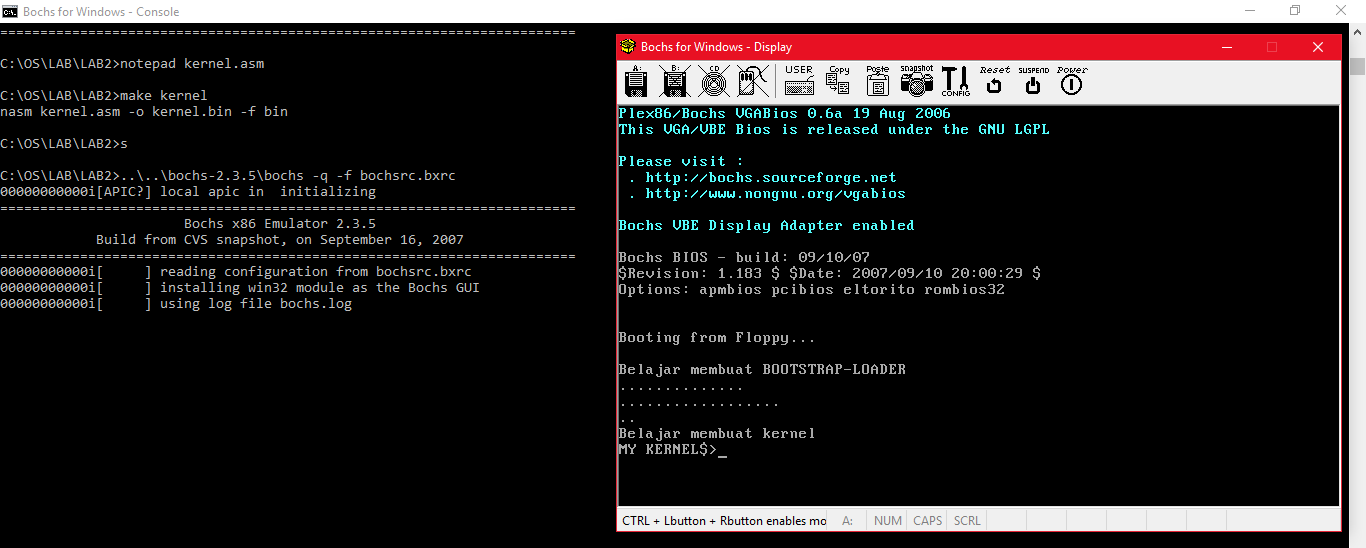 Bochs for Windows - Console
================================================================================
C:\OS\LAB\LAB2>notepad kernel.asm
C:\OS\LAB\LAB2>make kernel
nasm kernel.asm -o kernel.bin -f bin
C:\OS\LAB\LAB2>s
C:\OS\LAB\LAB2>..\..\bochs-2.3.5\bochs -q -f bochsrc.bxrc
00000000000i[APIC?] local apic in  initializing
========================================================================
Bochs x86 Emulator 2.3.5
Build from CVS snapshot, on September 16, 2007
========================================================================
00000000000i[     ] reading configuration from bochsrc.bxrc
00000000000i[     ] installing win32 module as the Bochs GUI
00000000000i[     ] using log file bochs.log
Bochs for Windows - Display
A: B: CD USER Copy Paste snapshot CONFIG Reset SUSPEND Power
Plex86/Bochs VGABios 0.6a 19 Aug 2006
This VGA/VBE Bios is released under the GNU LGPL
Please visit :
. http://bochs.sourceforge.net
. http://www.nongnu.org/vgabios
Bochs VBE Display Adapter enabled
Bochs BIOS - build: 09/10/07
$Revision: 1.183 $ $Date: 2007/09/10 20:00:29 $
Options: apmbios pcibios eltorito rombios32
Booting from Floppy...
Belajar membuat BOOTSTRAP-LOADER
..............
..................
..
Belajar membuat kernel
MY KERNEL$>_
CTRL + Lbutton + Rbutton enables mo A: NUM CAPS SCRL